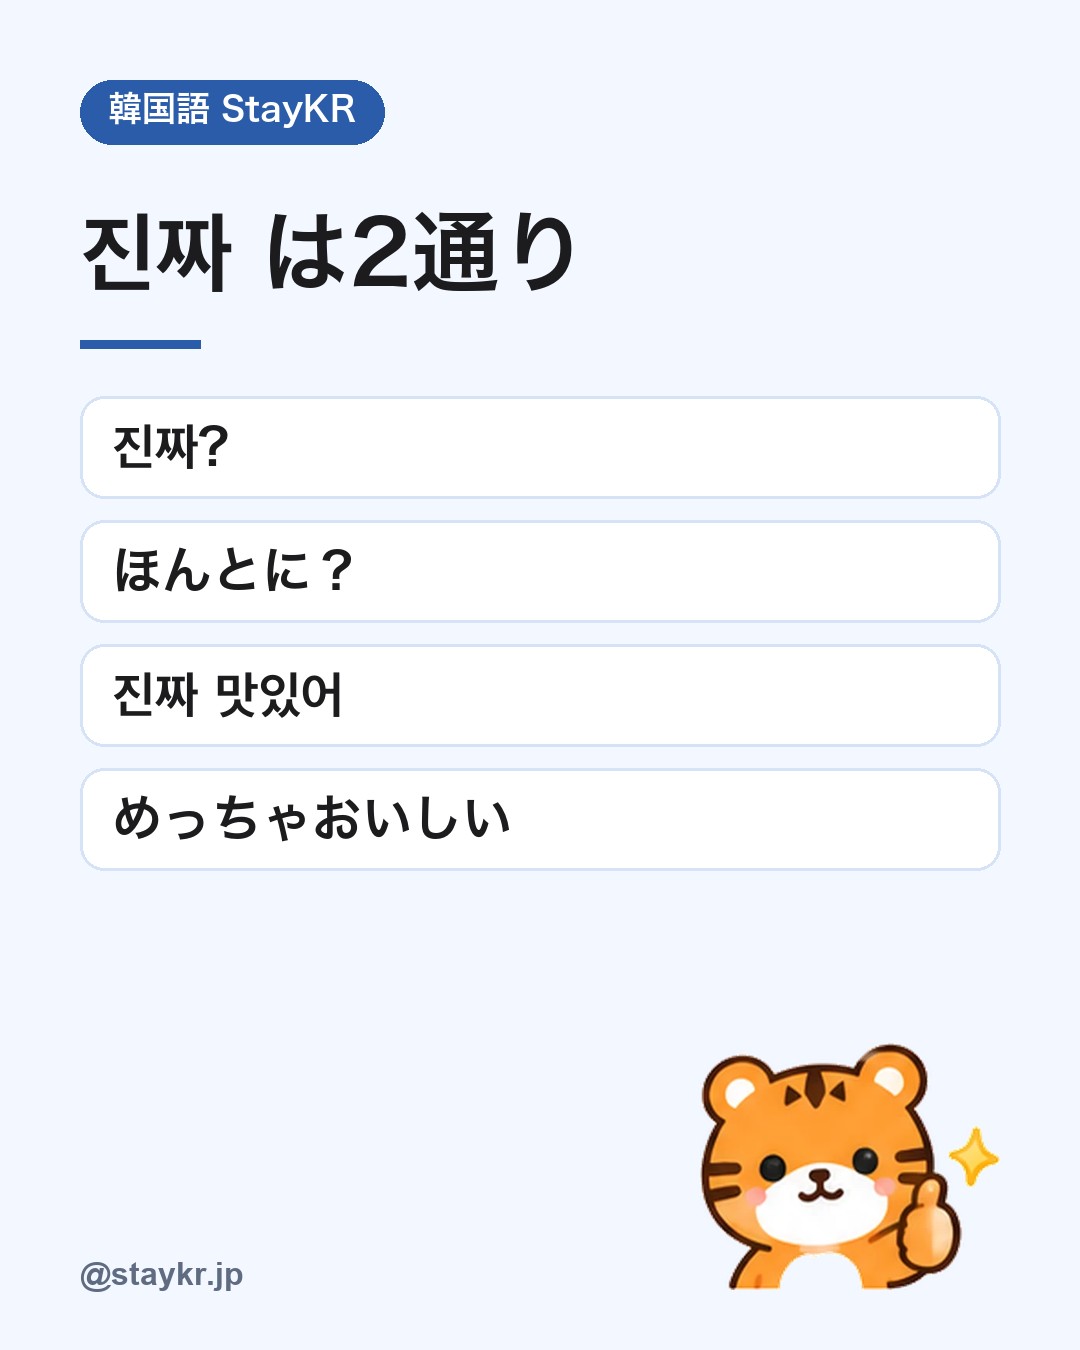 韓国語 StayKR
진짜 は2通り
진짜?
ほんとに？
진짜 맛있어
めっちゃおいしい
@staykr.jp